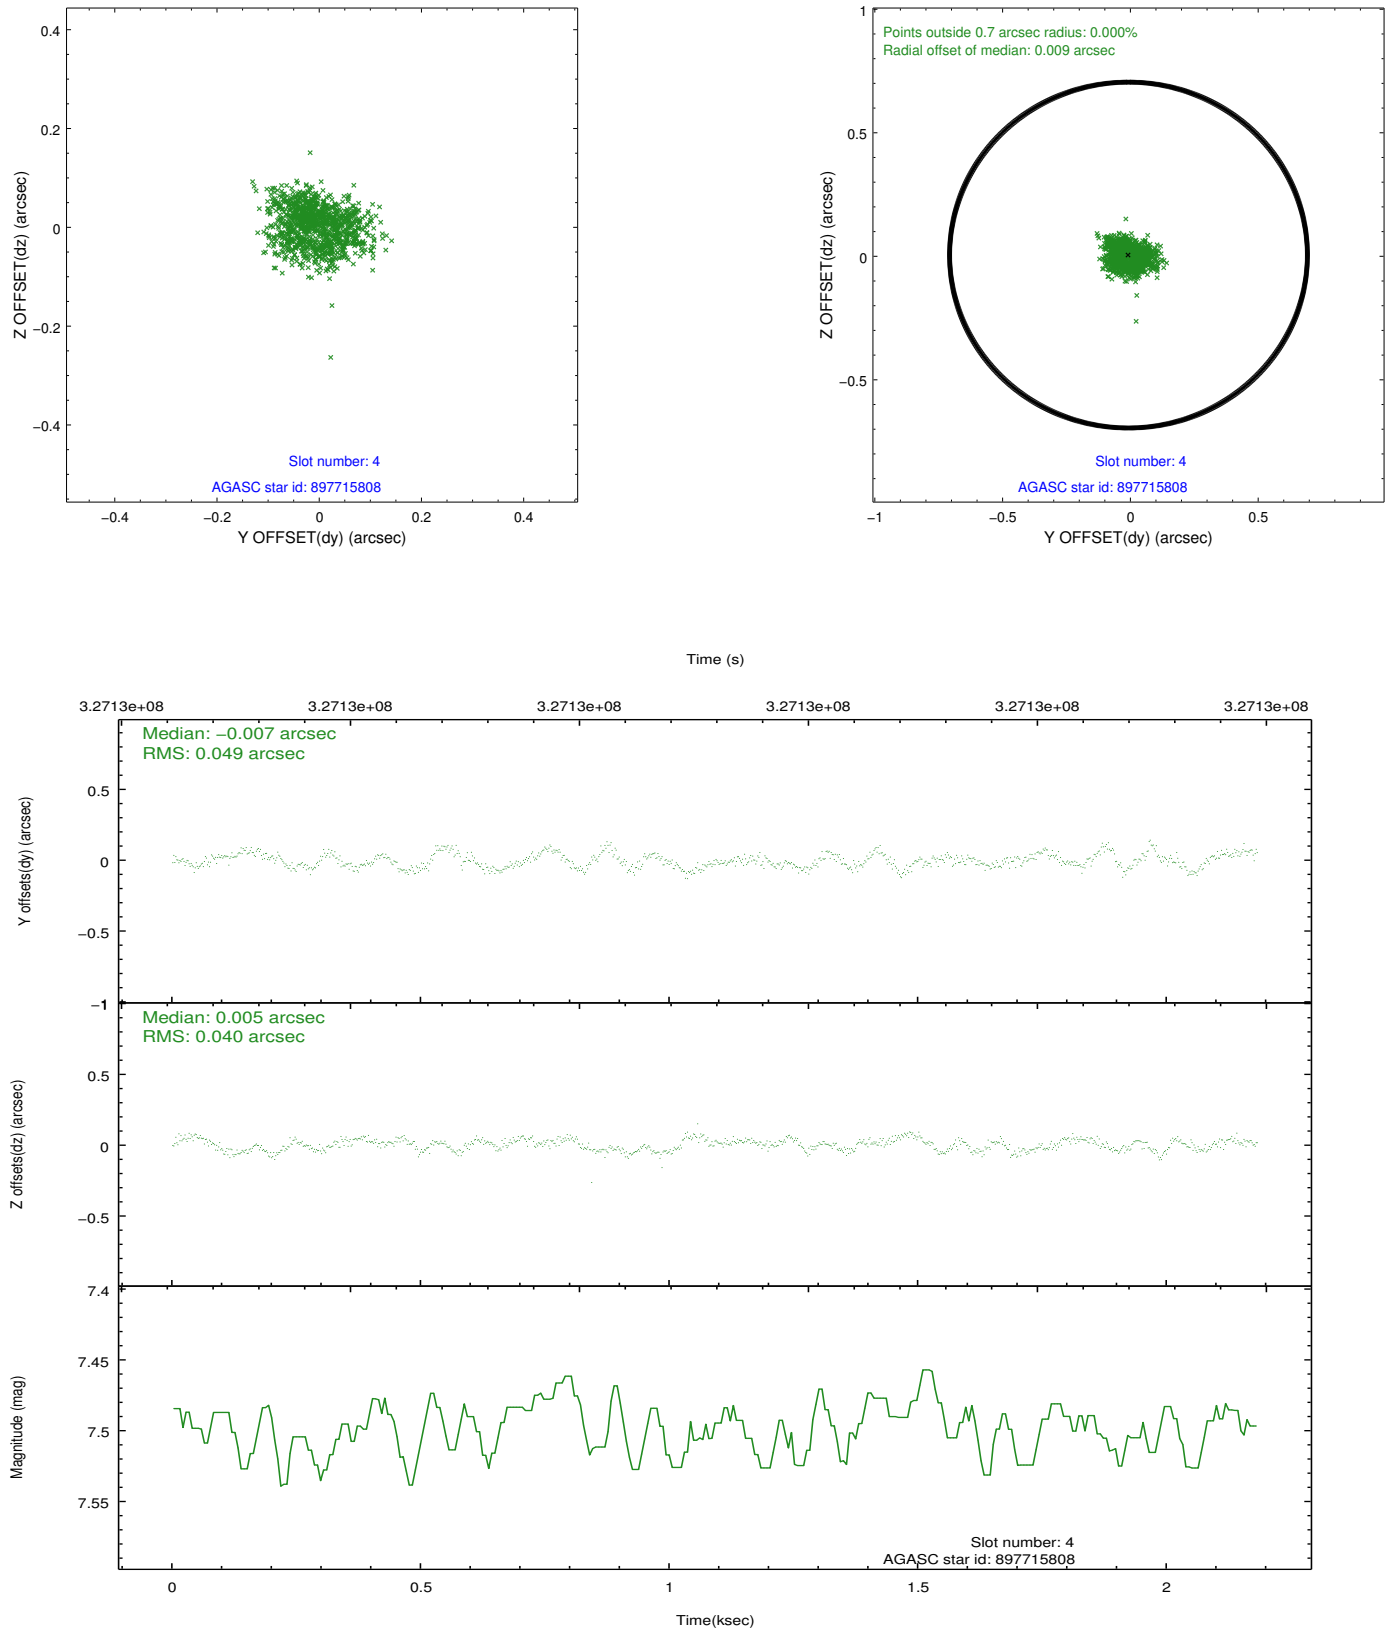 0.4
0.2
0
−0.2
−0.4
Z OFFSET(dz) (arcsec)
Slot number: 4
AGASC star id: 897715808
−0.4
−0.2
0
0.2
0.4
Y OFFSET(dy) (arcsec)
1
0.5
0
−0.5
Z OFFSET(dz) (arcsec)
Points outside 0.7 arcsec radius: 0.000%
Radial offset of median: 0.009 arcsec
Slot number: 4
AGASC star id: 897715808
−1
−0.5
0
0.5
Y OFFSET(dy) (arcsec)
Time (s)
3.2713e+08
3.2713e+08
3.2713e+08
3.2713e+08
3.2713e+08
3.2713e+08
Median: −0.007 arcsec
RMS: 0.049 arcsec
0.5
0
−0.5
−1
Y offsets(dy) (arcsec)
Median: 0.005 arcsec
RMS: 0.040 arcsec
0.5
0
−0.5
Z offsets(dz) (arcsec)
7.4
7.45
7.5
7.55
Magnitude (mag)
Slot number: 4
AGASC star id: 897715808
0
0.5
1
1.5
2
Time(ksec)